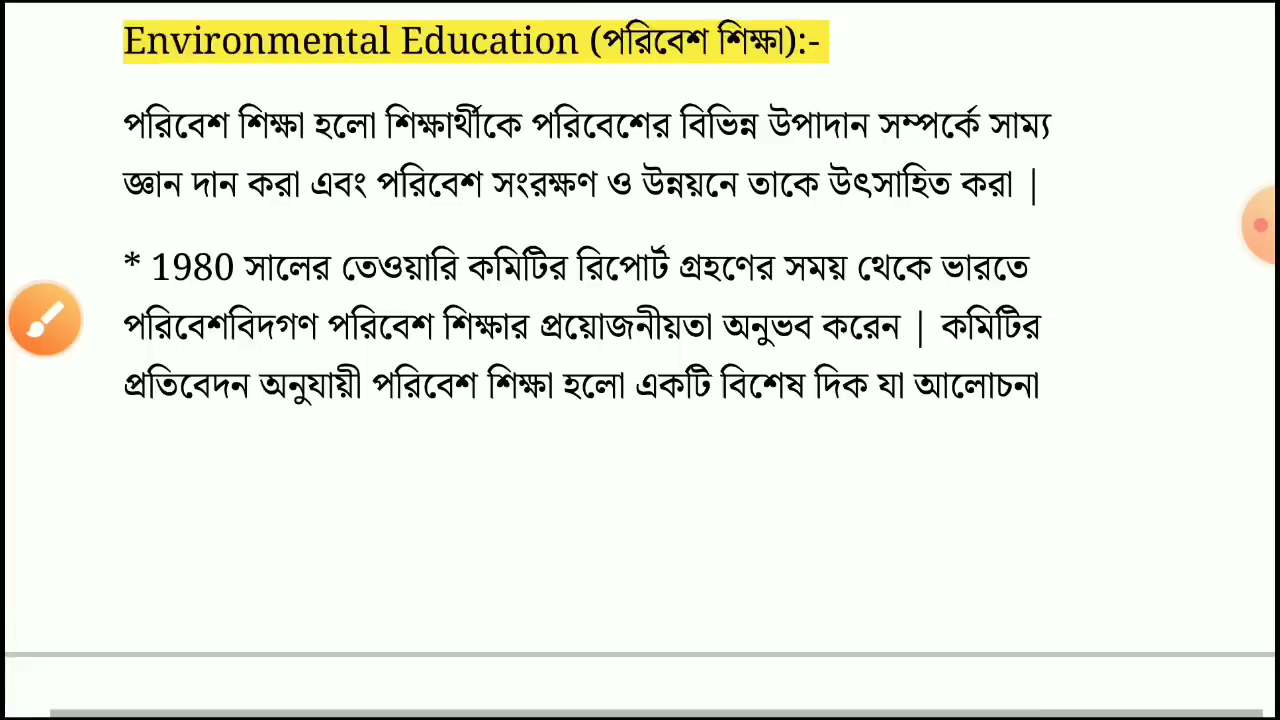 Environmental Education (পরিবেশ শিক্ষা):-
পরিবেশ শিক্ষা হলো শিক্ষার্থীকে পরিবেশের বিভিন্ন উপাদান সম্পর্কে সাম্য
জ্ঞান দান করা এবং পরিবেশ সংরক্ষণ ও উন্নয়নে তাকে উৎসাহিত করা |
* 1980 সালের তেওয়ারি কমিটির রিপোর্ট গ্রহণের সময় থেকে ভারতে
পরিবেশবিদগণ পরিবেশ শিক্ষার প্রয়োজনীয়তা অনুভব করেন | কমিটির
প্রতিবেদন অনুযায়ী পরিবেশ শিক্ষা হলো একটি বিশেষ দিক যা আলোচনা